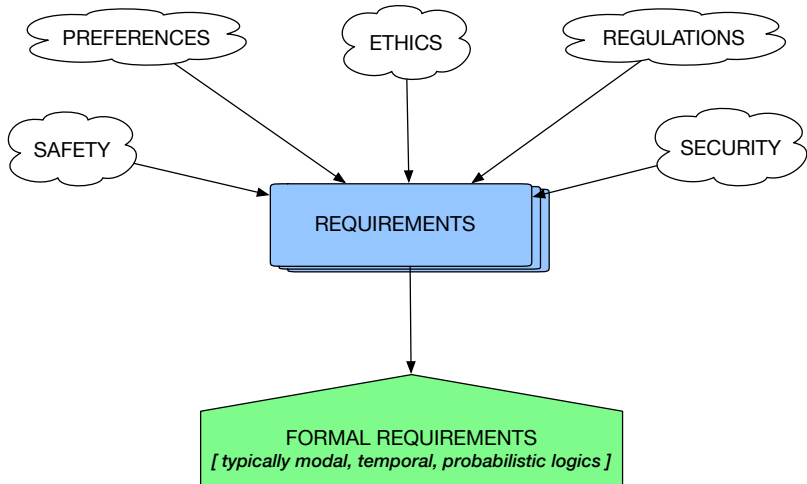 PREFERENCES
ETHICS
REGULATIONS
SAFETY
SECURITY
REQUIREMENTS
FORMAL REQUIREMENTS
[ typically modal, temporal, probabilistic logics ]